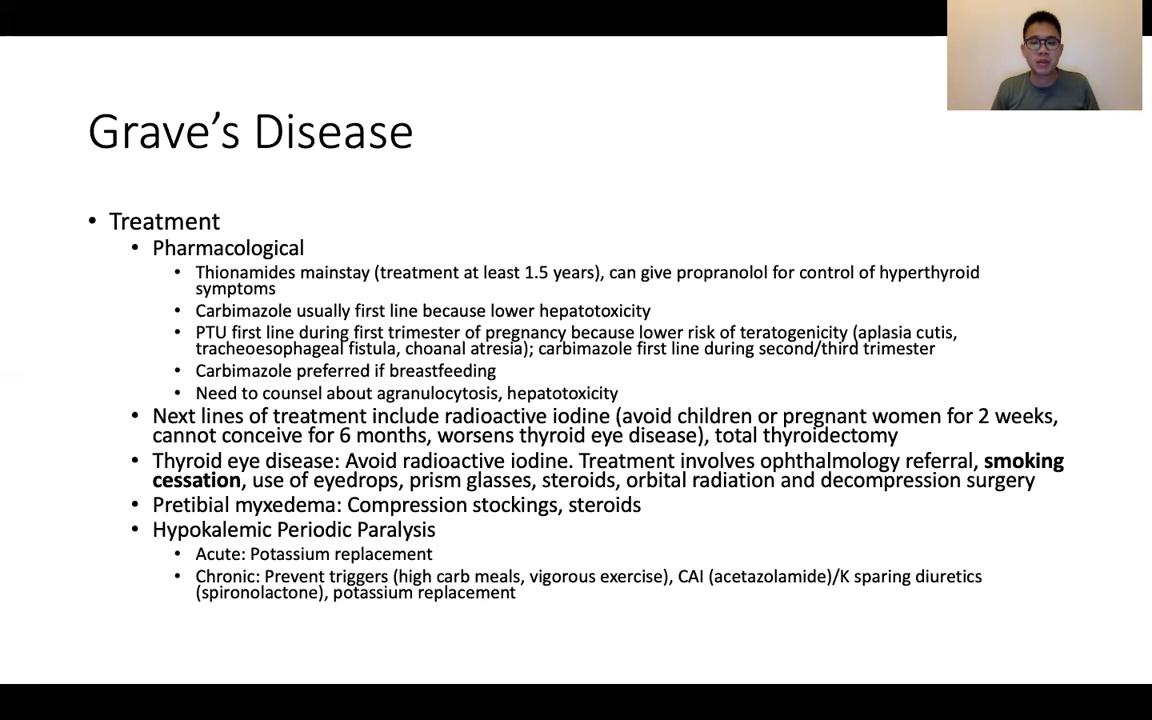 Grave’s Disease
• Treatment
• Pharmacological
• Thionamides mainstay (treatment at least 1.5 years), can give propranolol for control of hyperthyroid
symptoms
• Carbimazole usually first line because lower hepatotoxicity
• PTU first line during first trimester of pregnancy because lower risk of teratogenicity (aplasia cutis,
tracheoesophageal fistula, choanal atresia); carbimazole first line during second/third trimester
• Carbimazole preferred if breastfeeding
• Need to counsel about agranulocytosis, hepatotoxicity
• Next lines of treatment include radioactive iodine (avoid children or pregnant women for 2 weeks,
cannot conceive for 6 months, worsens thyroid eye disease), total thyroidectomy
• Thyroid eye disease: Avoid radioactive iodine. Treatment involves ophthalmology referral, smoking
cessation, use of eyedrops, prism glasses, steroids, orbital radiation and decompression surgery
• Pretibial myxedema: Compression stockings, steroids
• Hypokalemic Periodic Paralysis
• Acute: Potassium replacement
• Chronic: Prevent triggers (high carb meals, vigorous exercise), CAI (acetazolamide)/K sparing diuretics
(spironolactone), potassium replacement